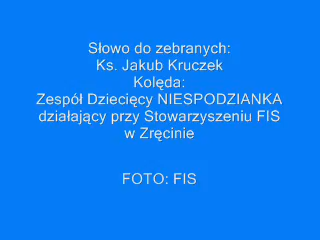 Słowo do zebranych:
Ks. Jakub Kruczek
Kolęda:
Zespół Dziecięcy NIESPODZIANKA
działający przy Stowarzyszeniu FIS
w Zręcinie
FOTO: FIS